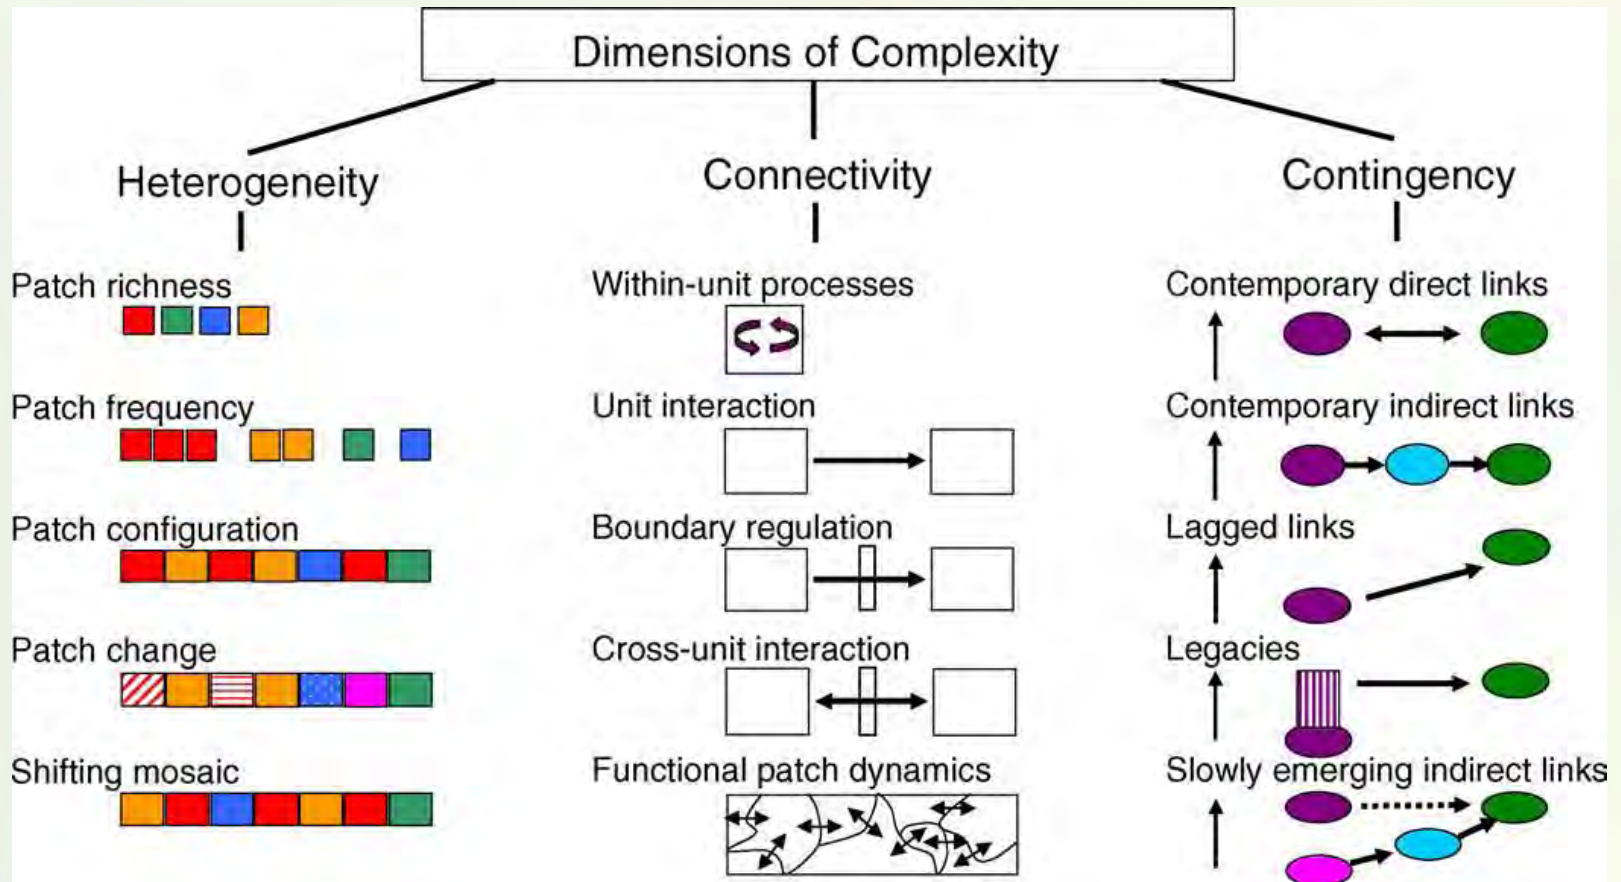 Dimensions of Complexity
Heterogeneity
Connectivity
Contingency
Patch richness
Within-unit processes
Contemporary direct links
Patch frequency
Unit interaction
Contemporary indirect links
Patch configuration
Boundary regulation
Lagged links
Patch change
Cross-unit interaction
Legacies
Shifting mosaic
Functional patch dynamics
Slowly emerging indirect links